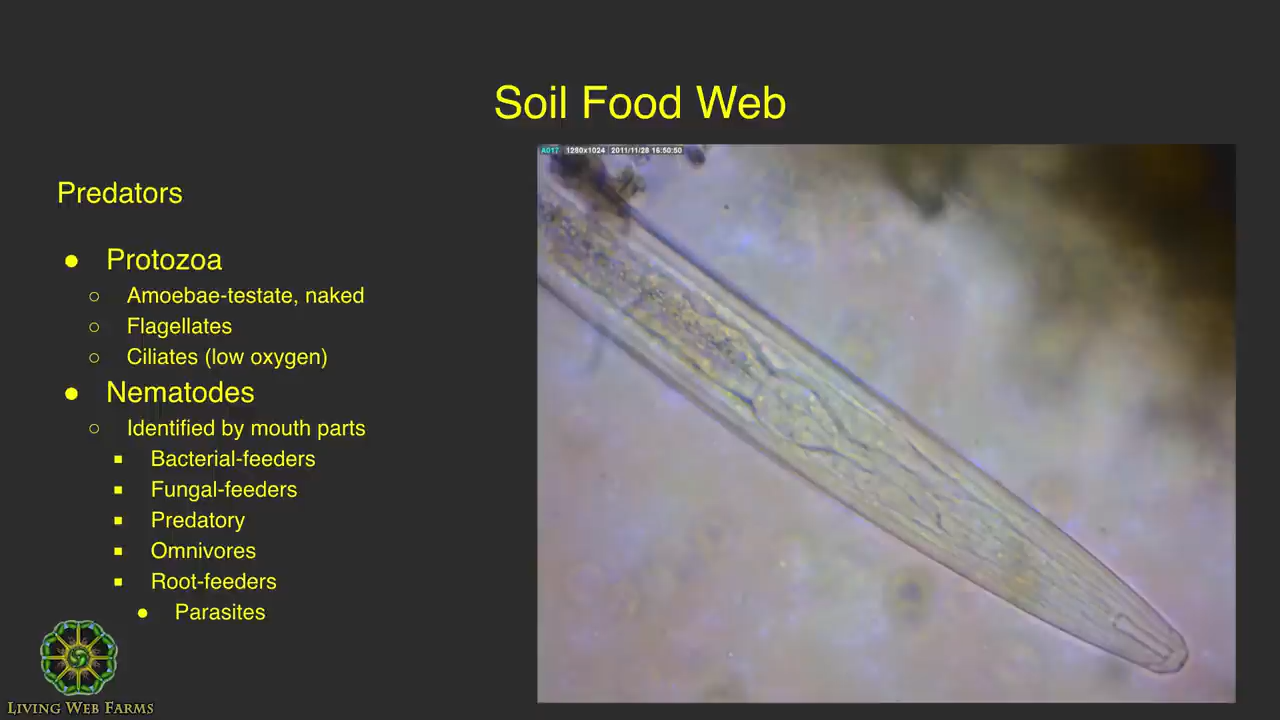 Soil Food Web
A017 1280x1024 2011/11/28 16:50:50
Predators
● Protozoa
○ Amoebae-testate, naked
○ Flagellates
○ Ciliates (low oxygen)
● Nematodes
○ Identified by mouth parts
■ Bacterial-feeders
■ Fungal-feeders
■ Predatory
■ Omnivores
■ Root-feeders
● Parasites
LIVING WEB FARMS